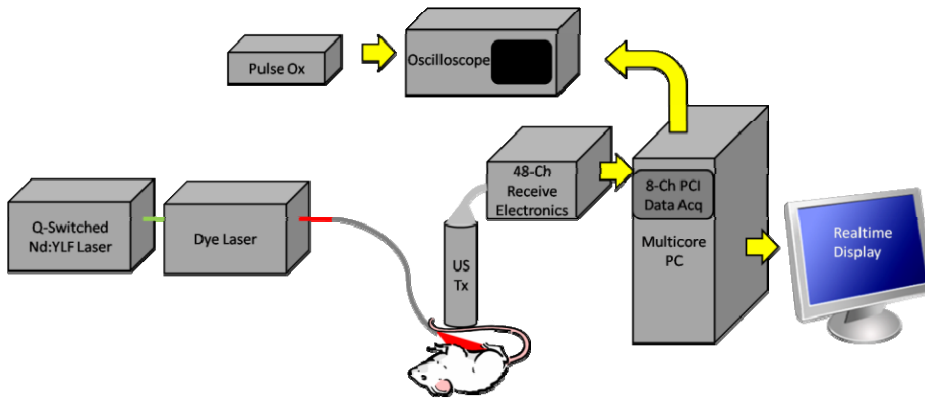 Pulse Ox
Oscilloscope
Q-Switched
Nd:YLF Laser
Dye Laser
US
Tx
48-Ch
Receive
Electronics
8-Ch PCI
Data Acq
Multicore
PC
Realtime
Display